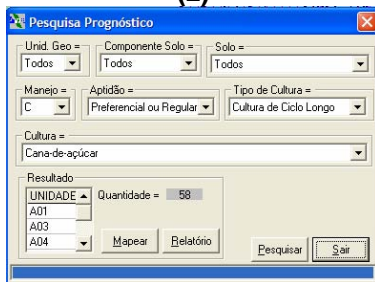 Pesquisa Prognóstico
Unid. Geo = Componente Solo = Solo =
Todos Todos Todos
Manejo = Aptidão = Tipo de Cultura =
C Preferencial ou Regular Cultura de Ciclo Longo
Cultura =
Cana-de-açúcar
Resultado
UNIDADE Quantidade = 58
A01
A03
A04 Mapear Relatório Pesquisar Sair